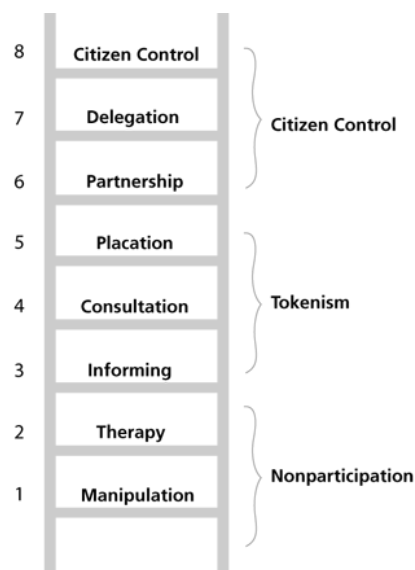 8 Citizen Control
7 Delegation
Citizen Control
6 Partnership
5 Placation
4 Consultation
Tokenism
3 Informing
2 Therapy
Nonparticipation
1 Manipulation